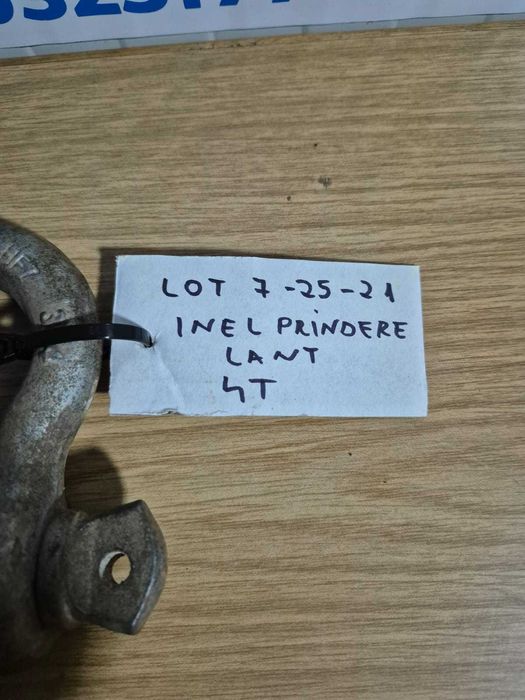 LOT 7-25-21
INEL PRINDERE
LANT
4T